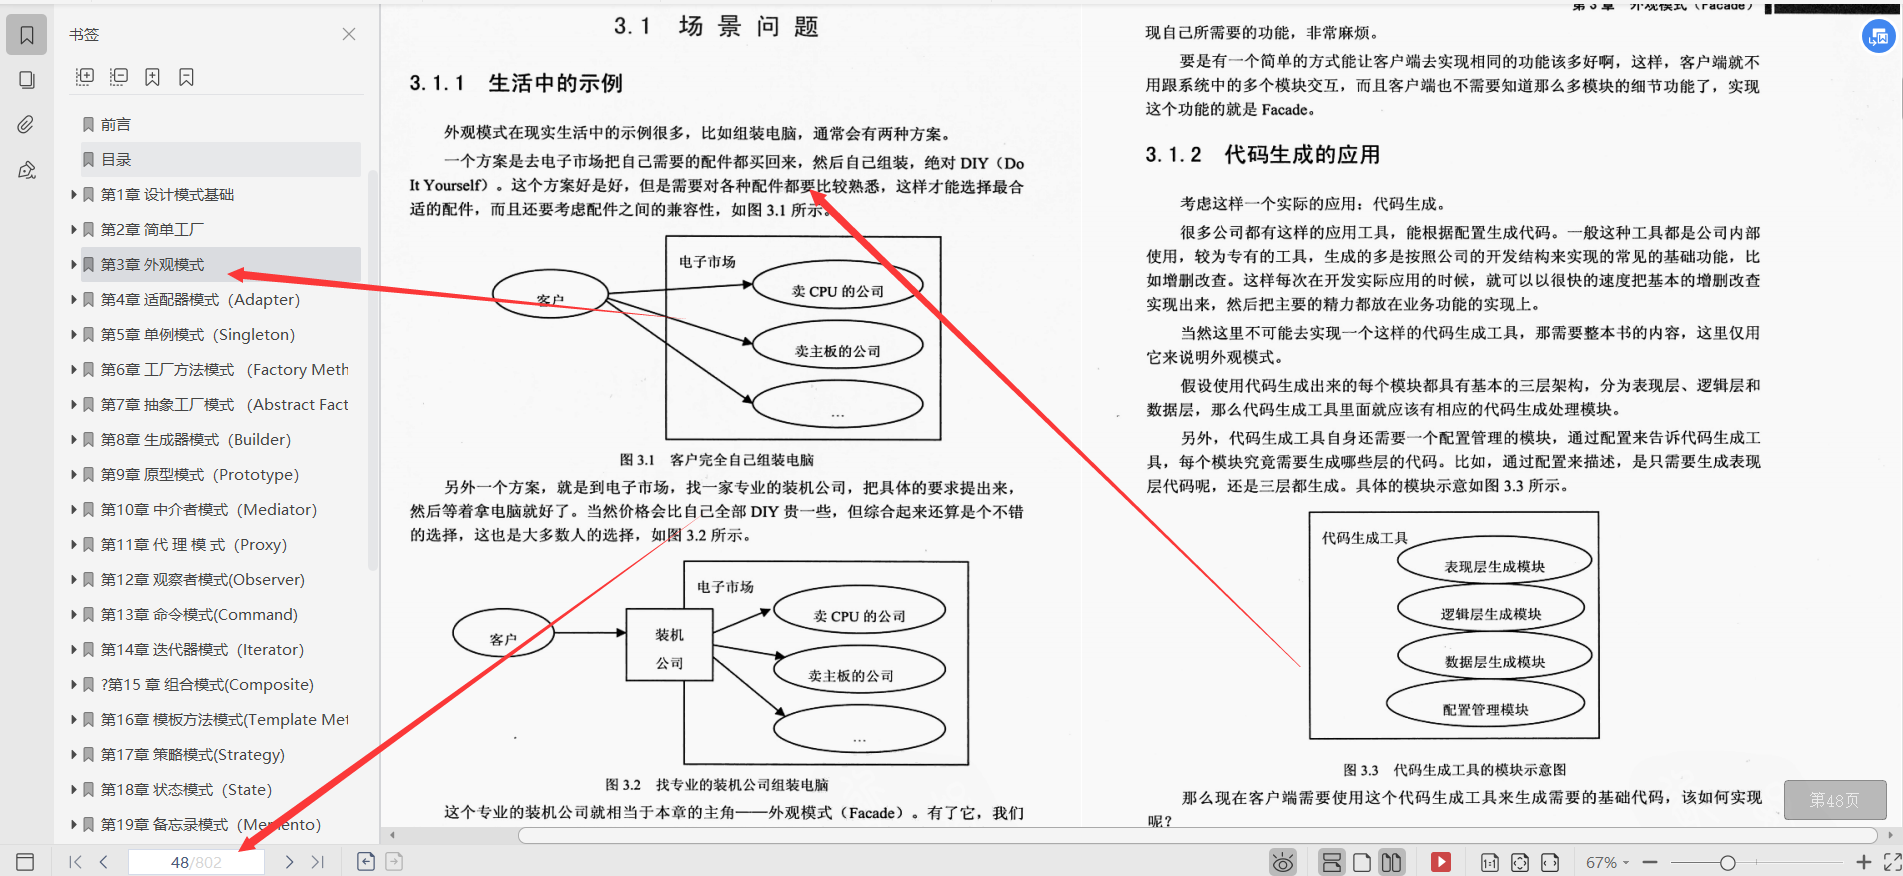 书签
前言
目录
第1章 设计模式基础
第2章 简单工厂
第3章 外观模式
第4章 适配器模式（Adapter）
第5章 单例模式（Singleton）
第6章 工厂方法模式 （Factory Meth
第7章 抽象工厂模式 （Abstract Fact
第8章 生成器模式（Builder）
第9章 原型模式（Prototype）
第10章 中介者模式（Mediator）
第11章 代 理 模 式（Proxy）
第12章 观察者模式(Observer)
第13章 命令模式(Command)
第14章 迭代器模式（Iterator）
?第15 章 组合模式(Composite)
第16章 模板方法模式(Template Met
第17章 策略模式(Strategy)
第18章 状态模式（State）
第19章 备忘录模式（Memento）
3.1 场景问题
3.1.1 生活中的示例
外观模式在现实生活中的示例很多，比如组装电脑，通常会有两种方案。
一个方案是去电子市场把自己需要的配件都买回来，然后自己组装，绝对 DIY（Do
It Yourself）。这个方案好是好，但是需要对各种配件都要比较熟悉，这样才能选择最合
适的配件，而且还要考虑配件之间的兼容性，如图 3.1 所示。
电子市场
客户
卖 CPU 的公司
卖主板的公司
…
图 3.1 客户完全自己组装电脑
另外一个方案，就是到电子市场，找一家专业的装机公司，把具体的要求提出来，
然后等着拿电脑就好了。当然价格会比自己全部 DIY 贵一些，但综合起来还算是个不错
的选择，这也是大多数人的选择，如图 3.2 所示。
电子市场
客户
装机
公司
卖 CPU 的公司
卖主板的公司
…
图 3.2 找专业的装机公司组装电脑
这个专业的装机公司就相当于本章的主角——外观模式（Facade）。有了它，我们
第 3 章 外观模式（Facade）
现自己所需要的功能，非常麻烦。
要是有一个简单的方式能让客户端去实现相同的功能该多好啊，这样，客户端就不
用跟系统中的多个模块交互，而且客户端也不需要知道那么多模块的细节功能了，实现
这个功能的就是 Facade。
3.1.2 代码生成的应用
考虑这样一个实际的应用：代码生成。
很多公司都有这样的应用工具，能根据配置生成代码。一般这种工具都是公司内部
使用，较为专有的工具，生成的多是按照公司的开发结构来实现的常见的基础功能，比
如增删改查。这样每次在开发实际应用的时候，就可以以很快的速度把基本的增删改查
实现出来，然后把主要的精力都放在业务功能的实现上。
当然这里不可能去实现一个这样的代码生成工具，那需要整本书的内容，这里仅用
它来说明外观模式。
假设使用代码生成出来的每个模块都具有基本的三层架构，分为表现层、逻辑层和
数据层，那么代码生成工具里面就应该有相应的代码生成处理模块。
另外，代码生成工具自身还需要一个配置管理的模块，通过配置来告诉代码生成工
具，每个模块究竟需要生成哪些层的代码。比如，通过配置来描述，是只需要生成表现
层代码呢，还是三层都生成。具体的模块示意如图 3.3 所示。
代码生成工具
表现层生成模块
逻辑层生成模块
数据层生成模块
配置管理模块
图 3.3 代码生成工具的模块示意图
那么现在客户端需要使用这个代码生成工具来生成需要的基础代码，该如何实现
呢？
第48页
48/802
1:1
67%